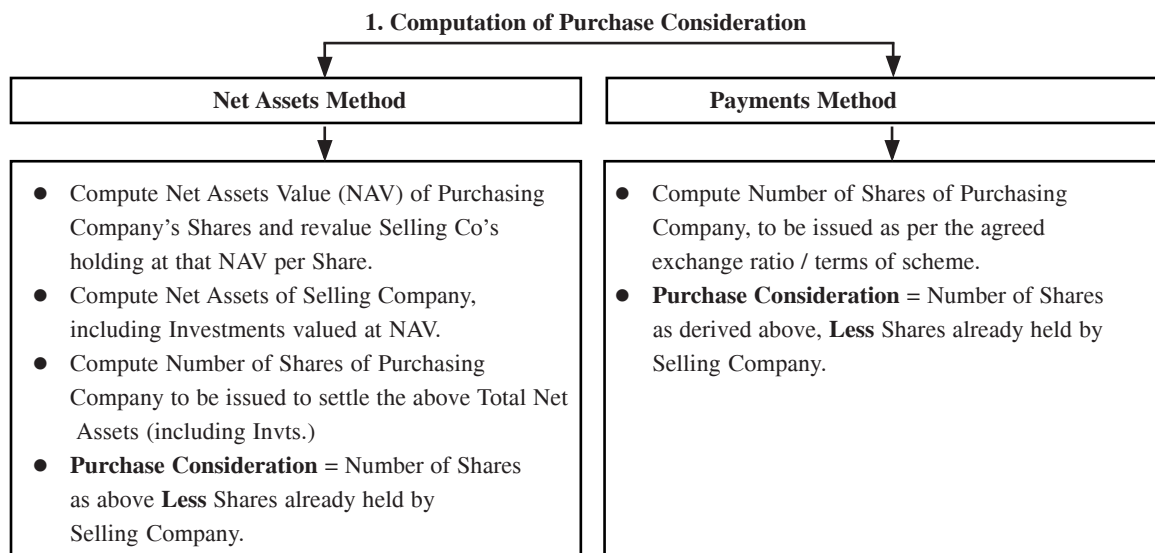 1. Computation of Purchase Consideration
Net Assets Method
Payments Method
● Compute Net Assets Value (NAV) of Purchasing
Company's Shares and revalue Selling Co's
holding at that NAV per Share.
● Compute Net Assets of Selling Company,
including Investments valued at NAV.
● Compute Number of Shares of Purchasing
Company to be issued to settle the above Total Net
Assets (including Invts.)
● Purchase Consideration = Number of Shares
as above Less Shares already held by
Selling Company.
● Compute Number of Shares of Purchasing
Company, to be issued as per the agreed
exchange ratio / terms of scheme.
● Purchase Consideration = Number of Shares
as derived above, Less Shares already held by
Selling Company.